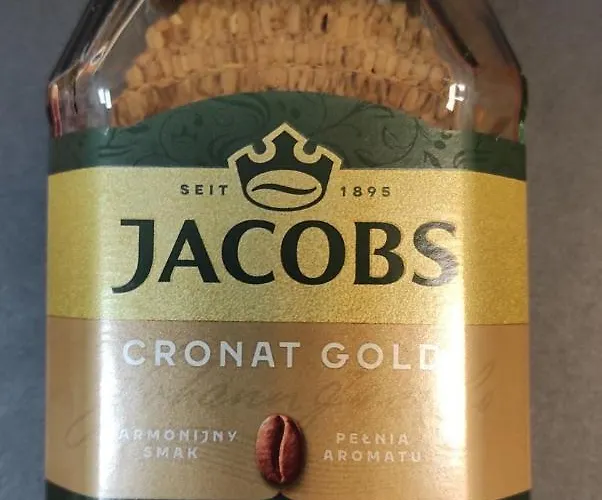 SEIT 1895
JACOBS
CRONAT GOLD
ARMONIJNY PEŁNIA
SMAK AROMATU